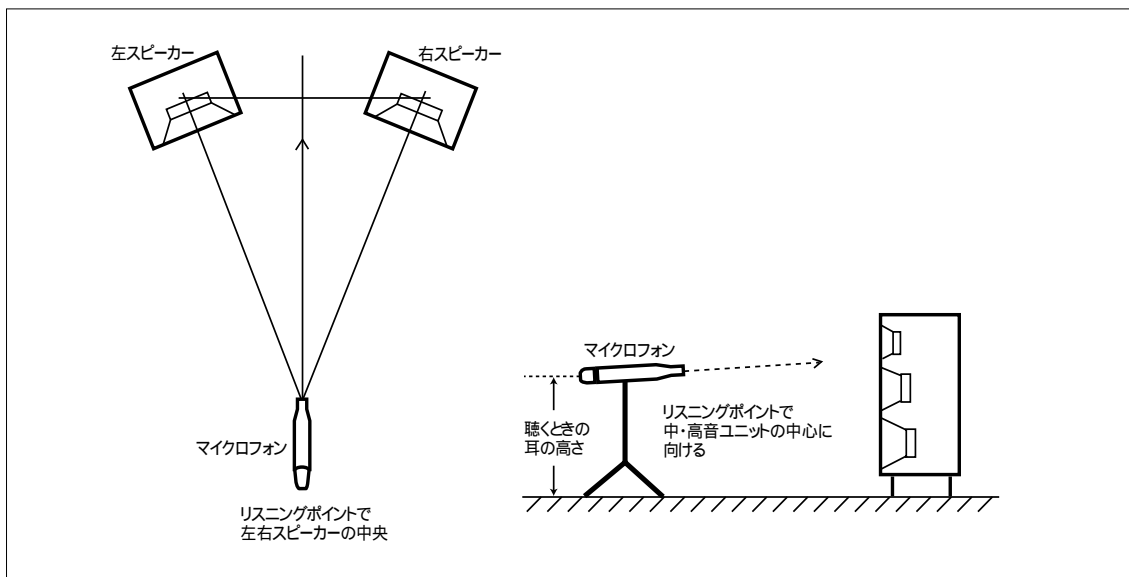 左スピーカー
右スピーカー
マイクロフォン
リスニングポイントで
左右スピーカーの中央
マイクロフォン
聴くときの
耳の高さ
リスニングポイントで
中・高音ユニットの中心に
向ける